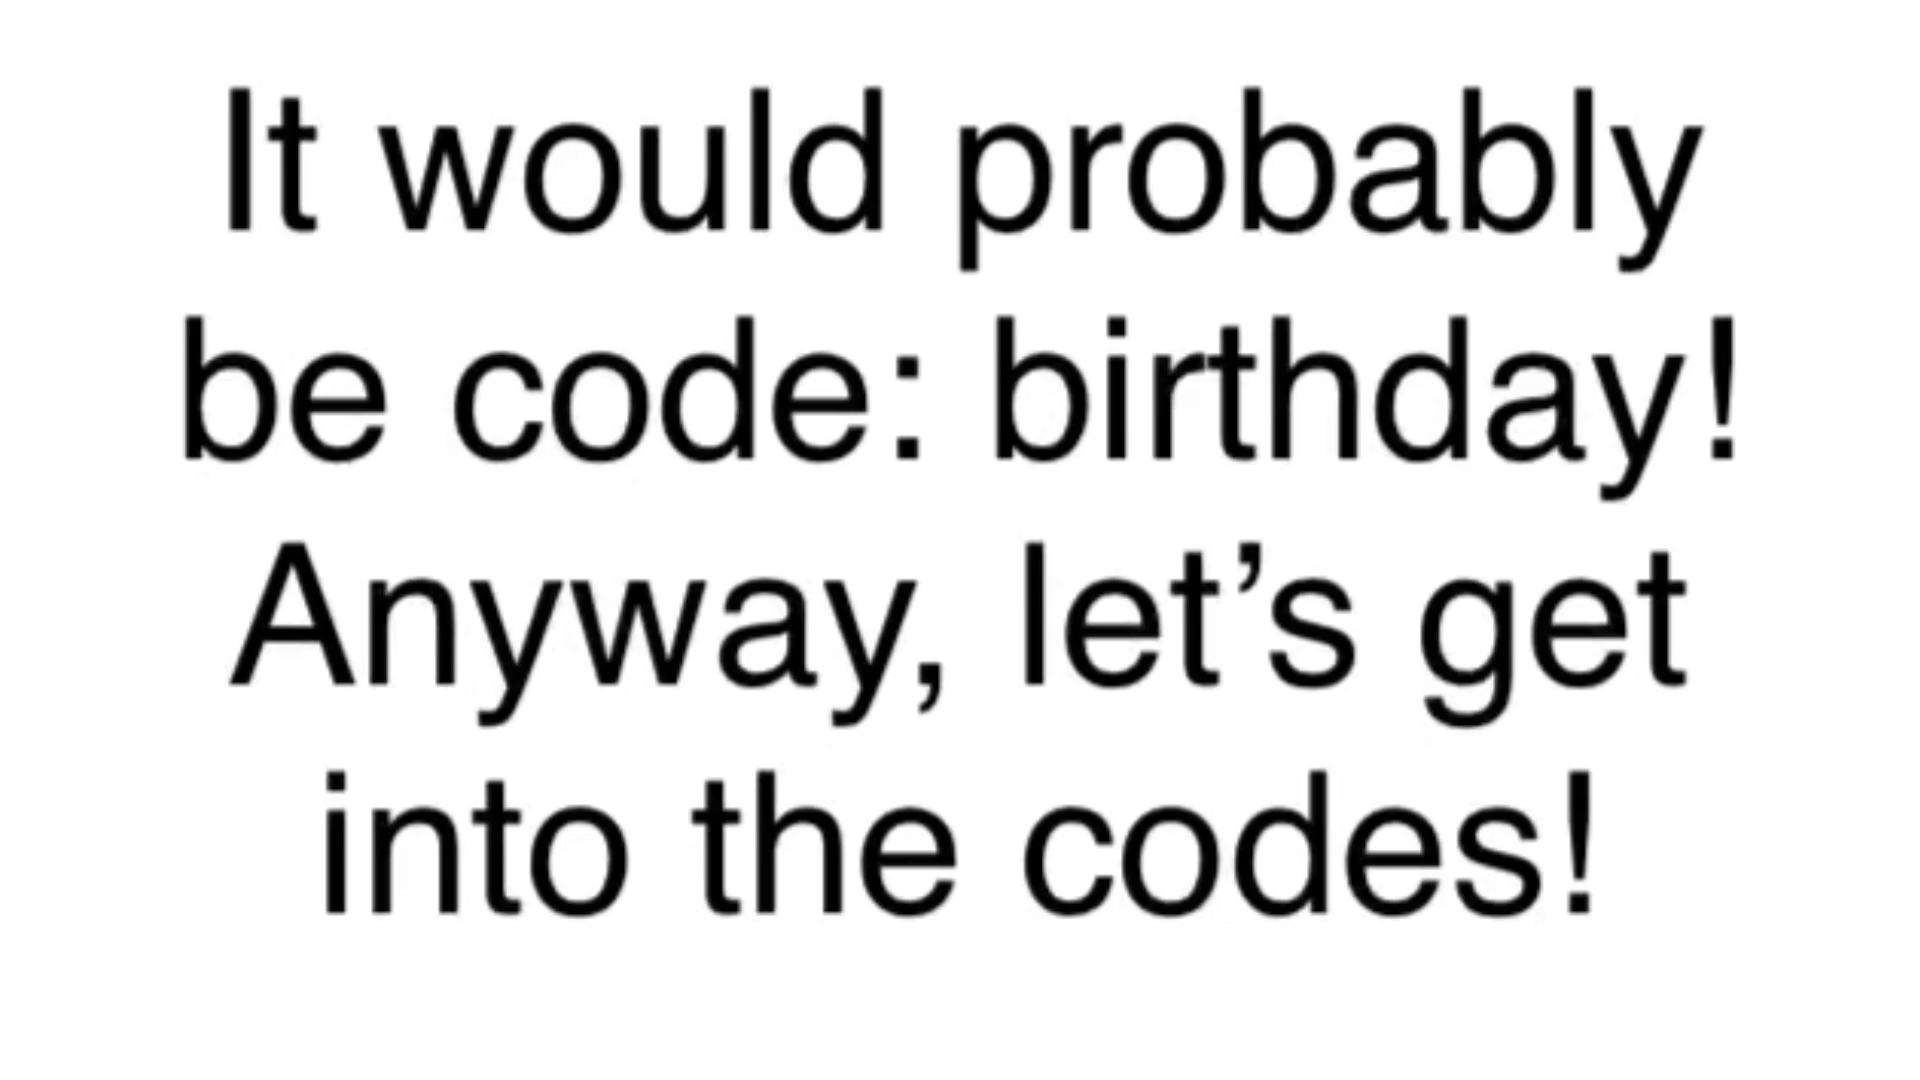 It would probably
be code: birthday!
Anyway, let’s get
into the codes!